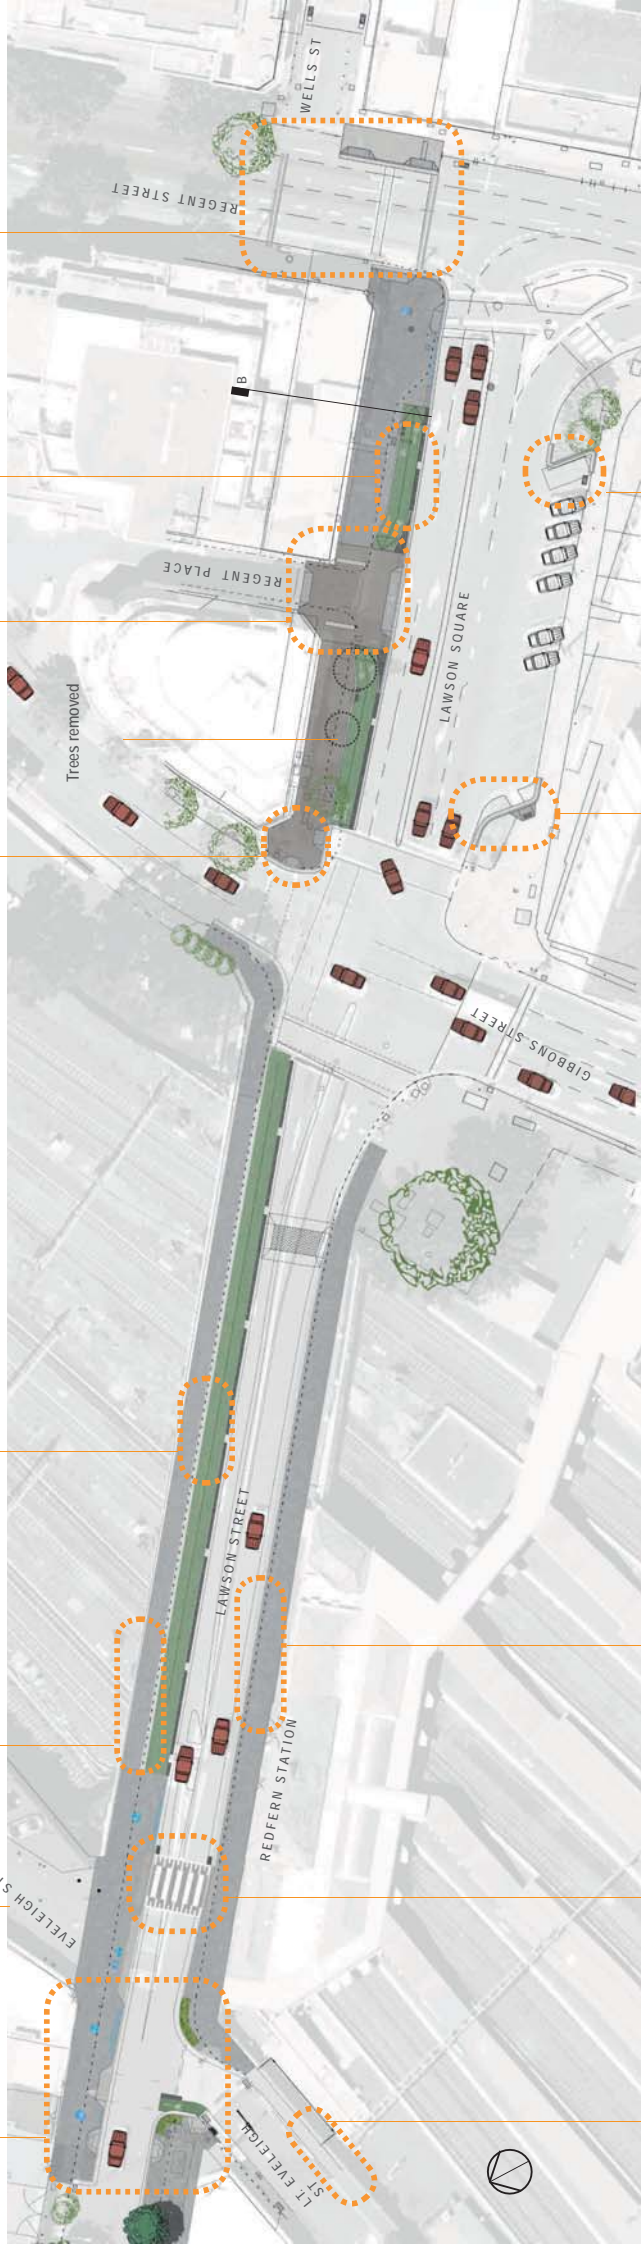 WELLS ST
REGENT STREET
B
REGENT PLACE
LAWSON SQUARE
Trees removed
GIBBONS STREET
LAWSON STREET
REDFERN STATION
EVELEIGH S
LT. EVELEIGH
ST